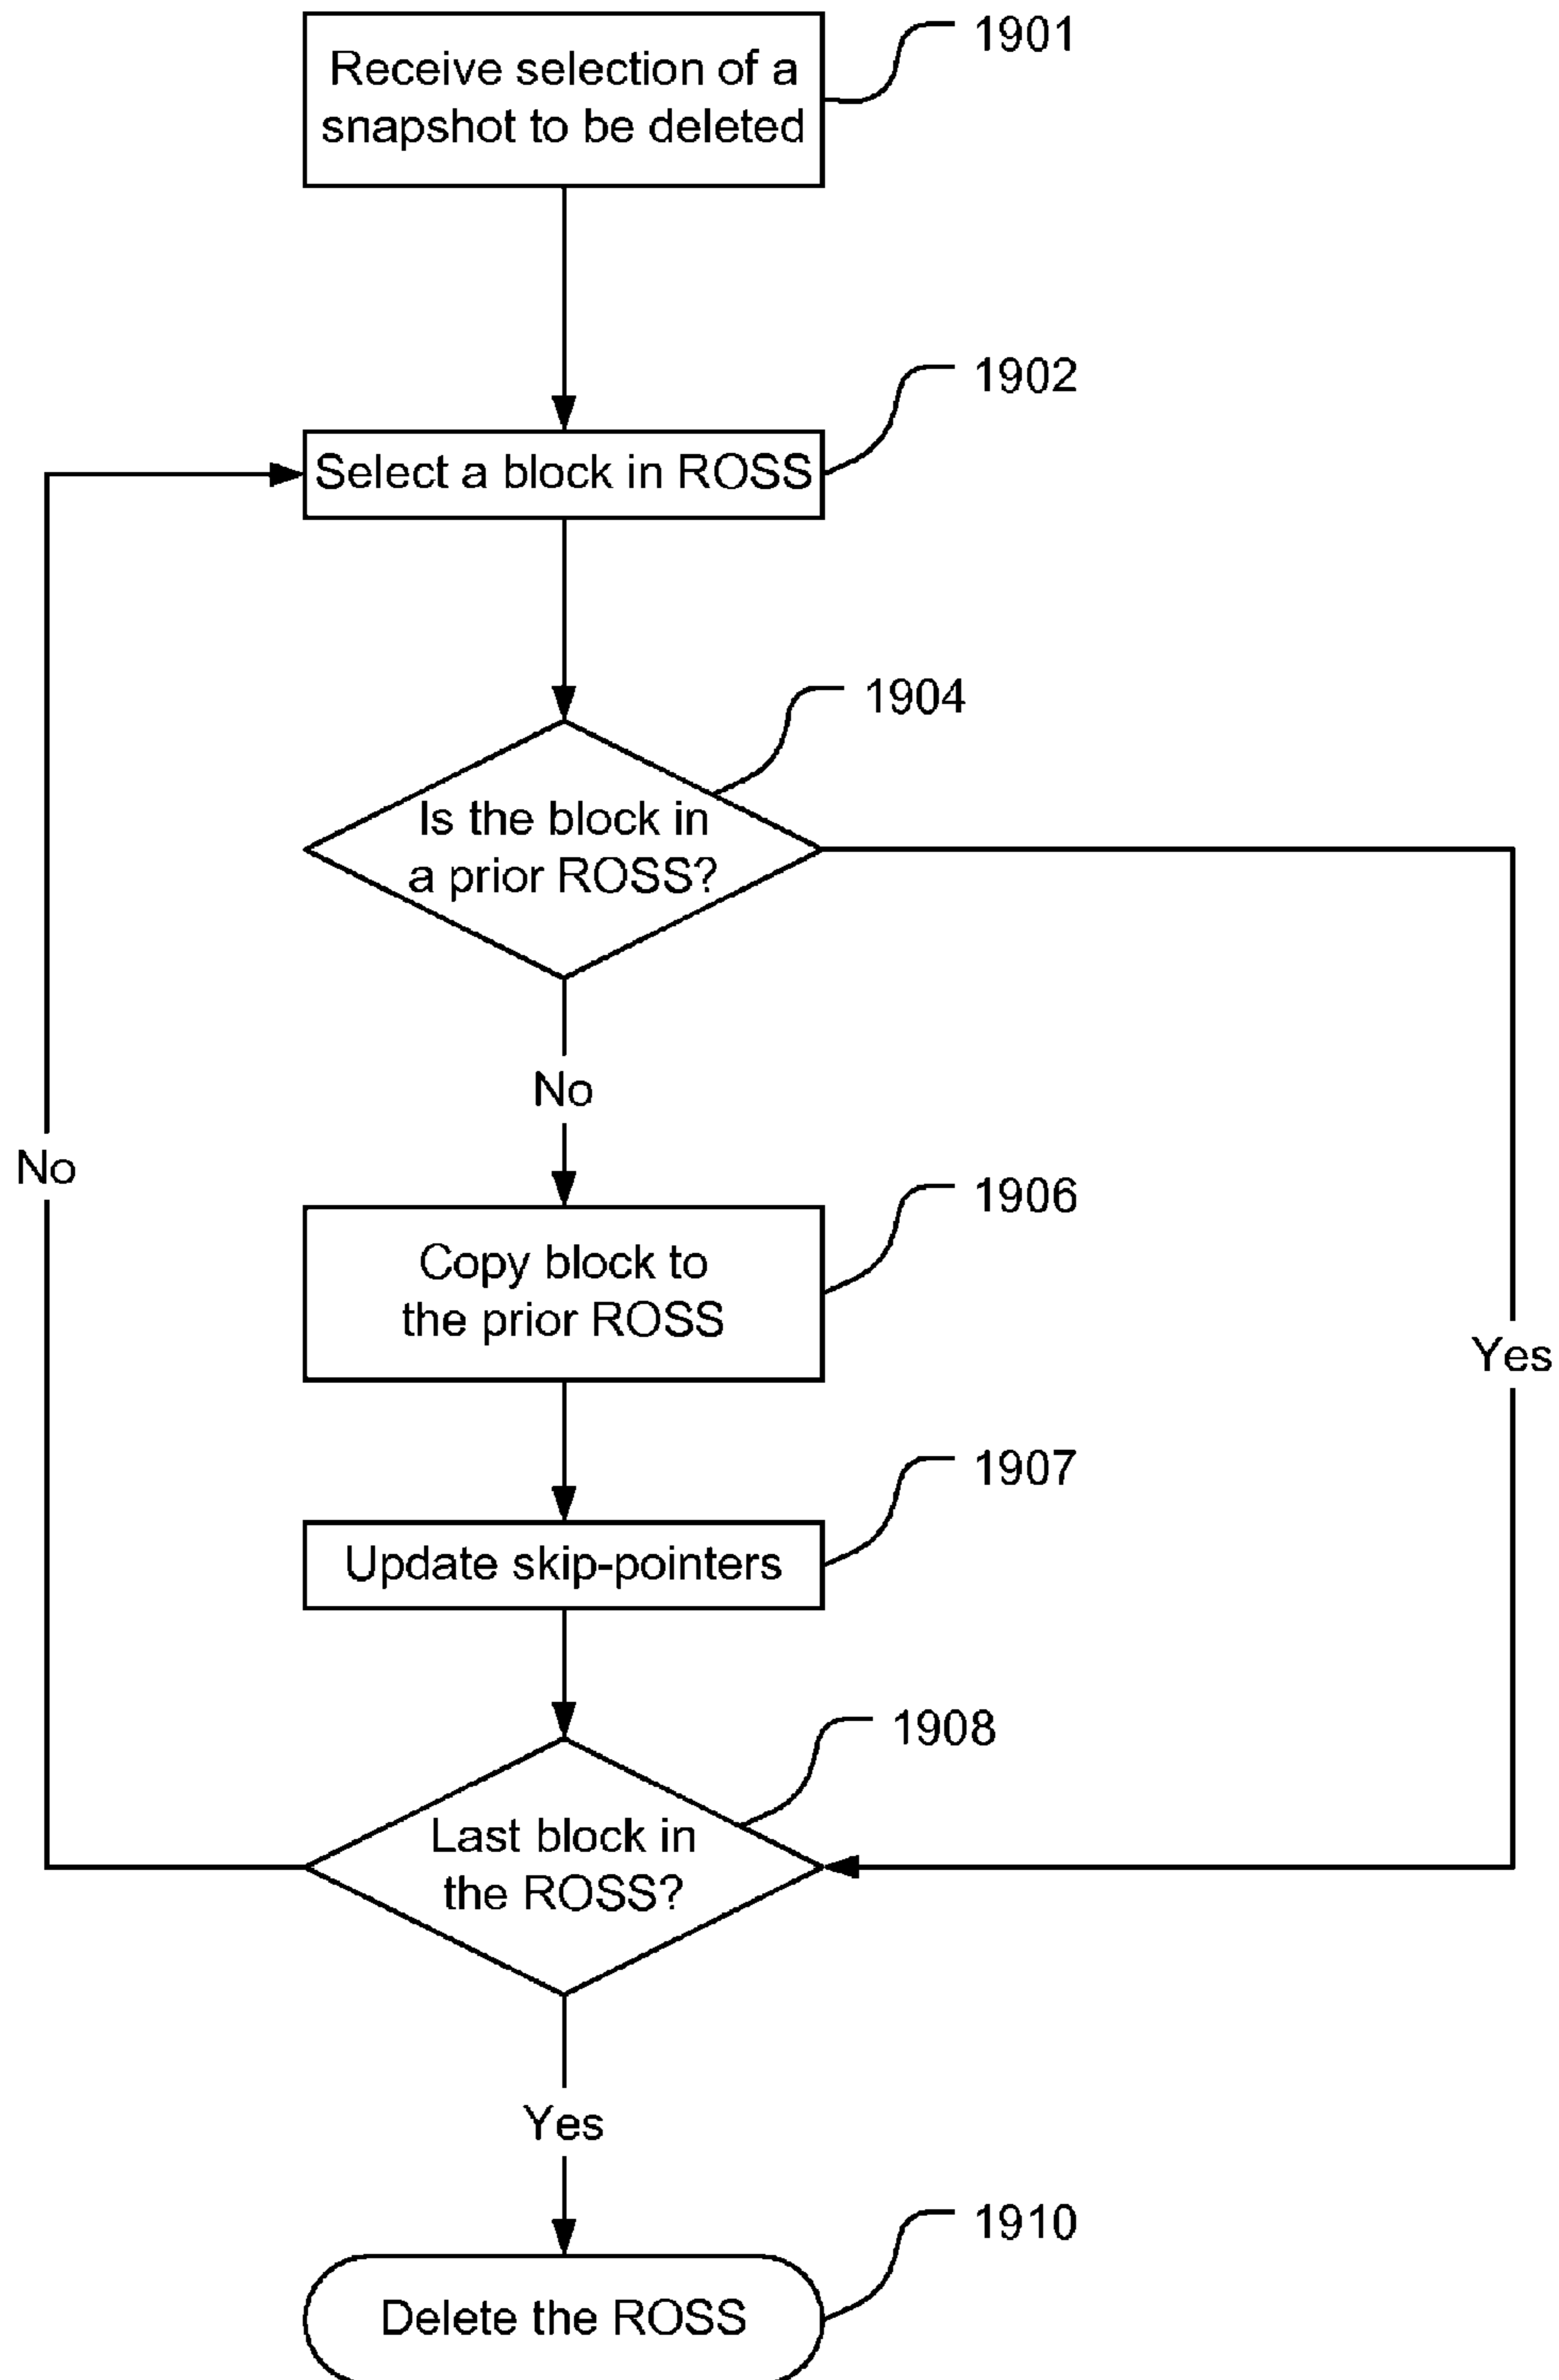 1901
Receive selection of a
snapshot to be deleted
1902
Select a block in ROSS
1904
Is the block in
a prior ROSS?
No
No
1906
Copy block to
the prior ROSS
Yes
1907
Update skip-pointers
1908
Last block in
the ROSS?
Yes
1910
Delete the ROSS